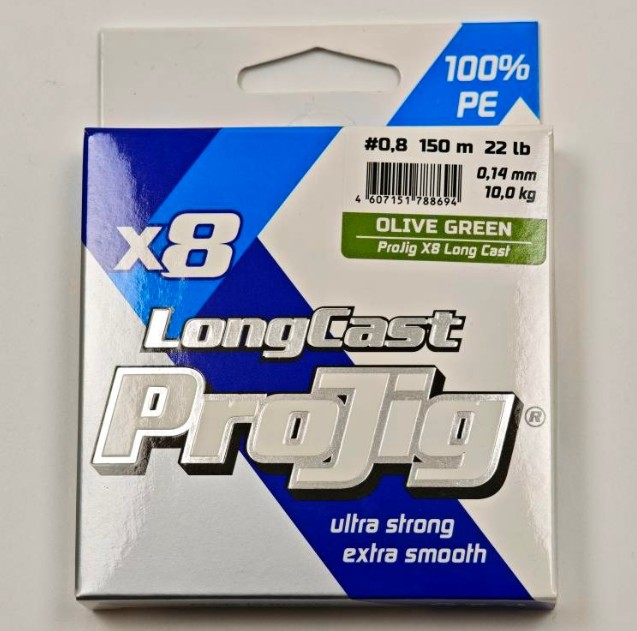 100%
PE
#0,8 150 m 22 lb
0,14 mm
10,0 kg
4 607151 788694
OLIVE GREEN
ProJig X8 Long Cast
x8
LongCast
ProJig®
ultra strong
extra smooth